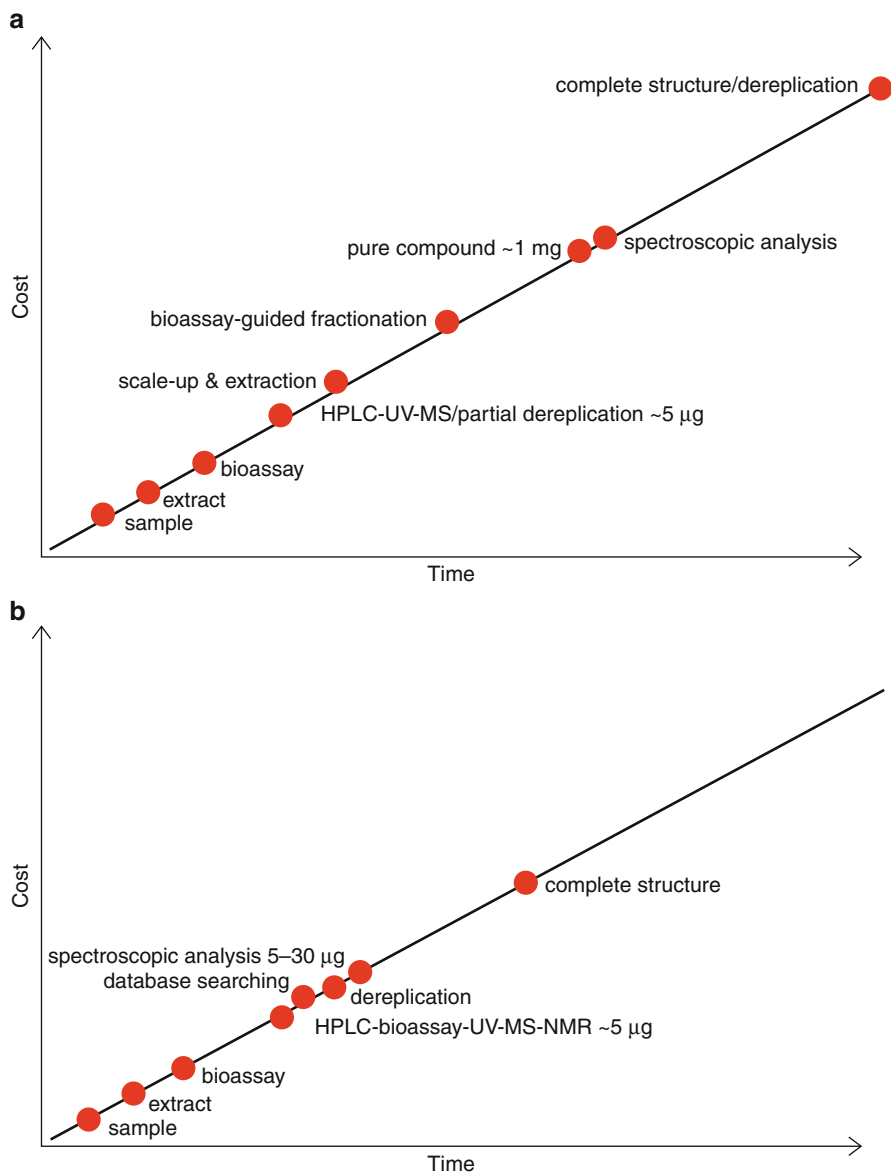 a
complete structure/dereplication
pure compound ~1 mg
spectroscopic analysis
bioassay-guided fractionation
scale-up & extraction
HPLC-UV-MS/partial dereplication ~5 μg
bioassay
extract
sample
Cost
Time
b
complete structure
spectroscopic analysis 5–30 μg
database searching
dereplication
HPLC-bioassay-UV-MS-NMR ~5 μg
bioassay
extract
sample
Cost
Time